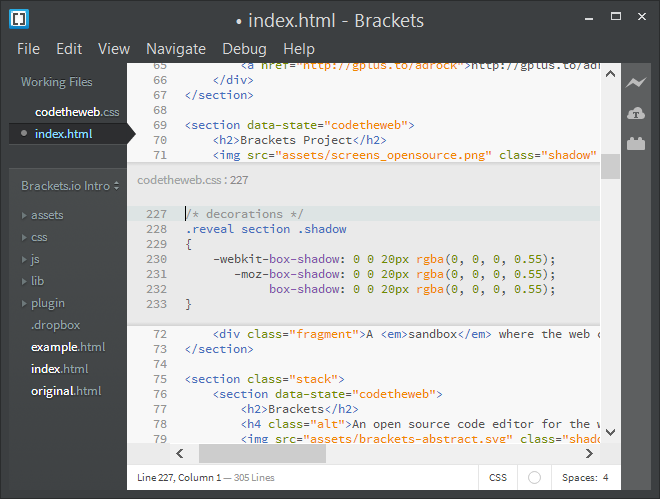 • index.html - Brackets
File Edit View Navigate Debug Help
Working Files
codetheweb.css
index.html
Brackets.io Intro
assets
css
js
lib
plugin
.dropbox
example.html
index.html
original.html
65 <a href="http://gplus.to/adrock">http://gplus.to/adrock
66 </div>
67 </section>
68
69 <section data-state="codetheweb">
70 <h2>Brackets Project</h2>
71 <img src="assets/screens_opensource.png" class="shadow"
codetheweb.css : 227
227 /* decorations */
228 .reveal section .shadow
229 {
230 -webkit-box-shadow: 0 0 20px rgba(0, 0, 0, 0.55);
231 -moz-box-shadow: 0 0 20px rgba(0, 0, 0, 0.55);
232 box-shadow: 0 0 20px rgba(0, 0, 0, 0.55);
233 }
72 <div class="fragment">A <em>sandbox</em> where the web
73 </section>
74
75 <section class="stack">
76 <section data-state="codetheweb">
77 <h2>Brackets</h2>
78 <h4 class="alt">An open source code editor for the
79 <img src="assets/brackets-abstract.svg" class="shado
Line 227, Column 1 — 305 Lines CSS Spaces: 4